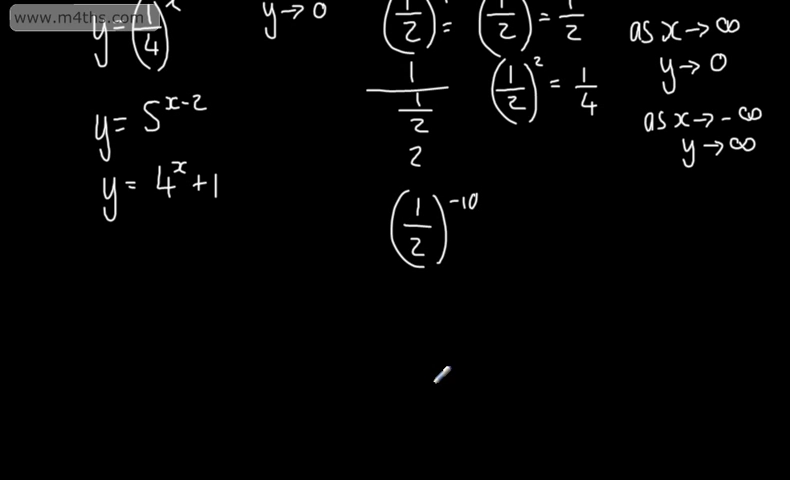 www.m4ths.com
y = (1/4)^x
y → 0
(1/2) = (1/2) = 1/2
as x → ∞
y → 0
1
1/2
2
(1/2)^2 = 1/4
as x → -∞
y → ∞
y = 5^{x-2}
y = 4^x + 1
(1/2)^{-10}